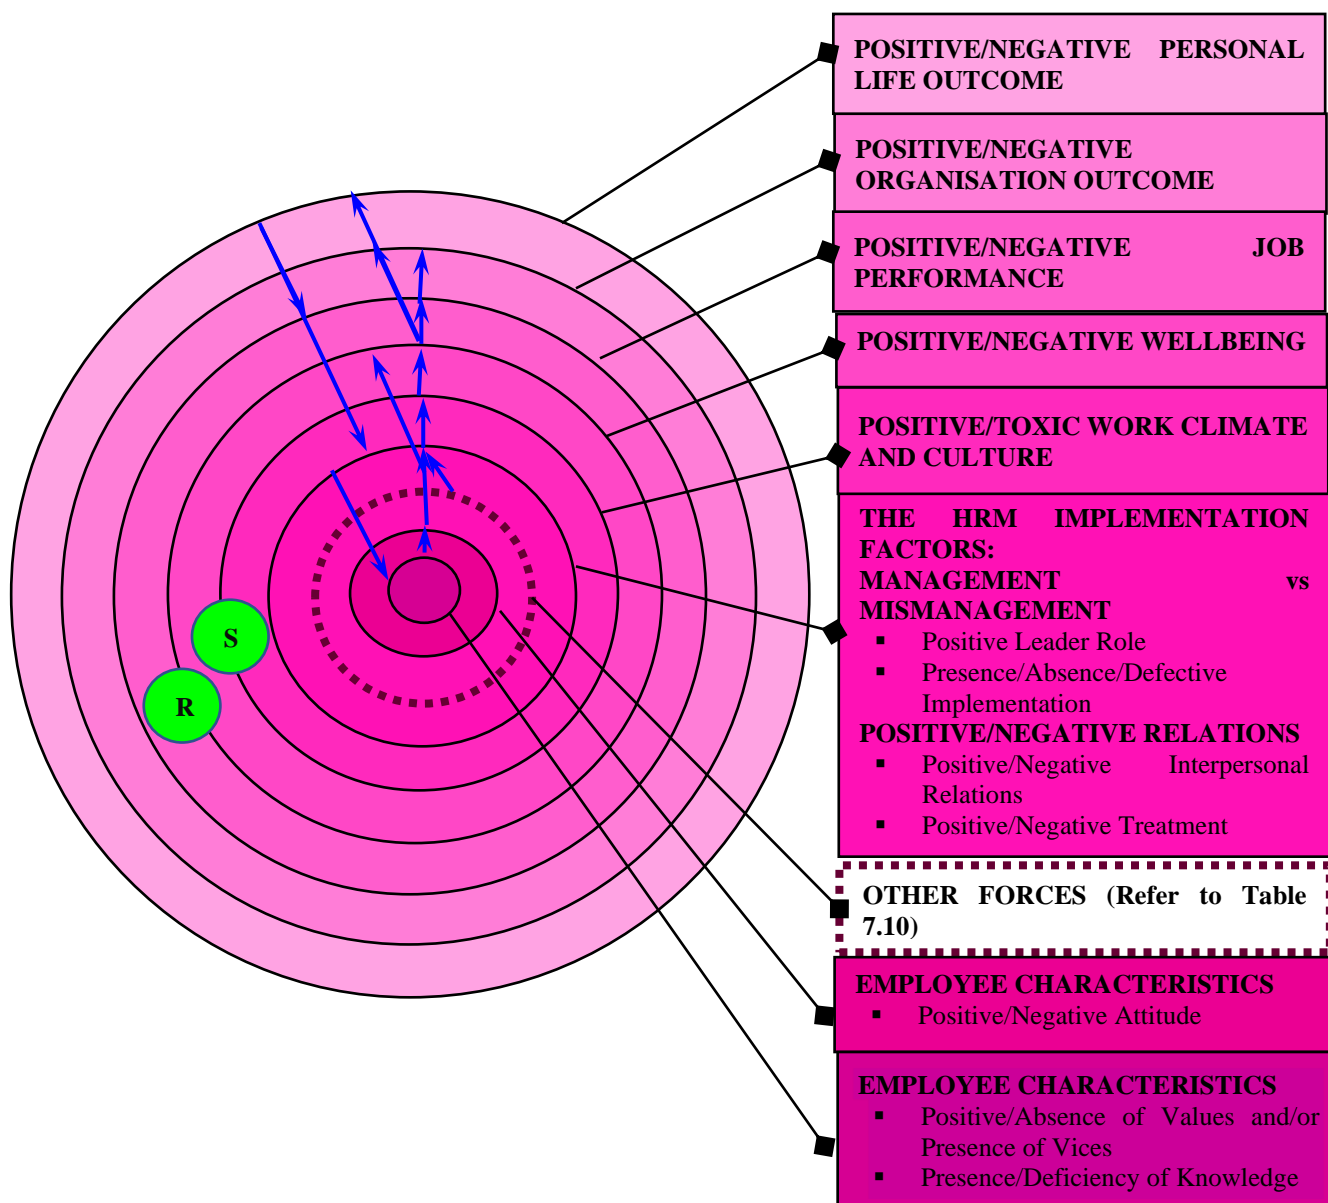 POSITIVE/NEGATIVE PERSONAL
LIFE OUTCOME
POSITIVE/NEGATIVE
ORGANISATION OUTCOME
POSITIVE/NEGATIVE JOB
PERFORMANCE
POSITIVE/NEGATIVE WELLBEING
POSITIVE/TOXIC WORK CLIMATE
AND CULTURE
THE HRM IMPLEMENTATION
FACTORS:
MANAGEMENT vs
MISMANAGEMENT
▪ Positive Leader Role
▪ Presence/Absence/Defective
Implementation
POSITIVE/NEGATIVE RELATIONS
▪ Positive/Negative Interpersonal
Relations
▪ Positive/Negative Treatment
OTHER FORCES (Refer to Table
7.10)
EMPLOYEE CHARACTERISTICS
▪ Positive/Negative Attitude
EMPLOYEE CHARACTERISTICS
▪ Positive/Absence of Values and/or
Presence of Vices
▪ Presence/Deficiency of Knowledge
S
R